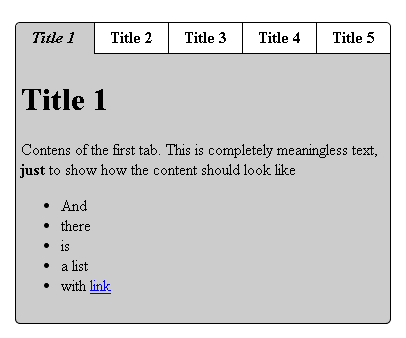 Title 1 Title 2 Title 3 Title 4 Title 5
Title 1
Contens of the first tab. This is completely meaningless text,
just to show how the content should look like
And
there
is
a list
with link